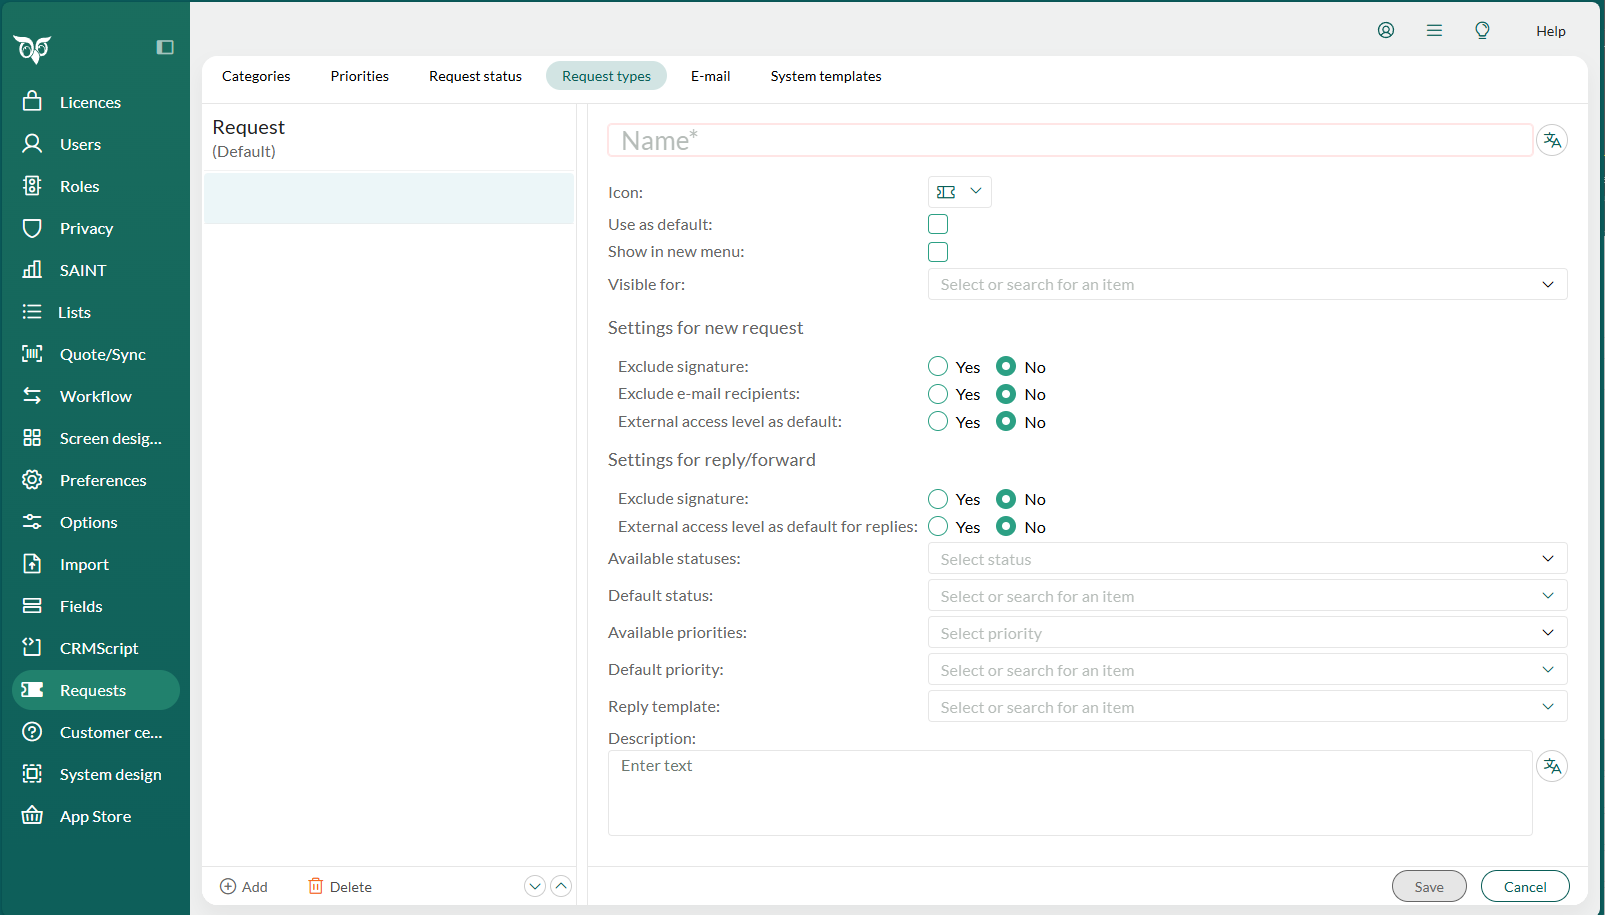 Help
Licences
Users
Roles
Privacy
SAINT
Lists
Quote/Sync
Workflow
Screen desig...
Preferences
Options
Import
Fields
CRMScript
Requests
Customer ce...
System design
App Store
Categories Priorities Request status Request types E-mail System templates
Request
(Default)
Add Delete
Name*
Icon:
Use as default:
Show in new menu:
Visible for: Select or search for an item
Settings for new request
Exclude signature: Yes No
Exclude e-mail recipients: Yes No
External access level as default: Yes No
Settings for reply/forward
Exclude signature: Yes No
External access level as default for replies: Yes No
Available statuses: Select status
Default status: Select or search for an item
Available priorities: Select priority
Default priority: Select or search for an item
Reply template: Select or search for an item
Description:
Enter text
Save Cancel